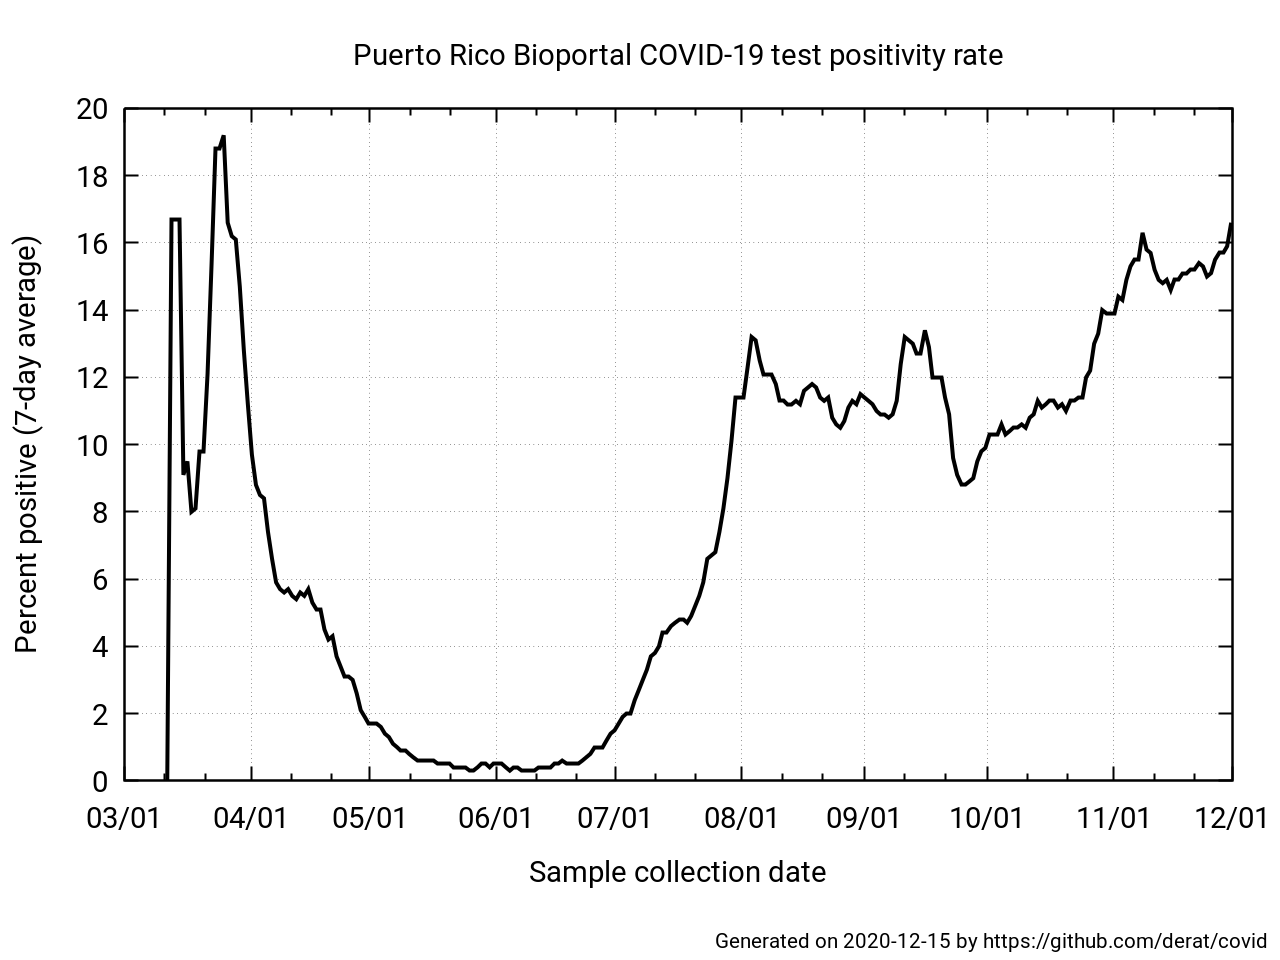 Puerto Rico Bioportal COVID-19 test positivity rate
20
18
16
14
12
10
8
6
4
2
0
Percent positive (7-day average)
03/01 04/01 05/01 06/01 07/01 08/01 09/01 10/01 11/01 12/01
Sample collection date
Generated on 2020-12-15 by https://github.com/derat/covid